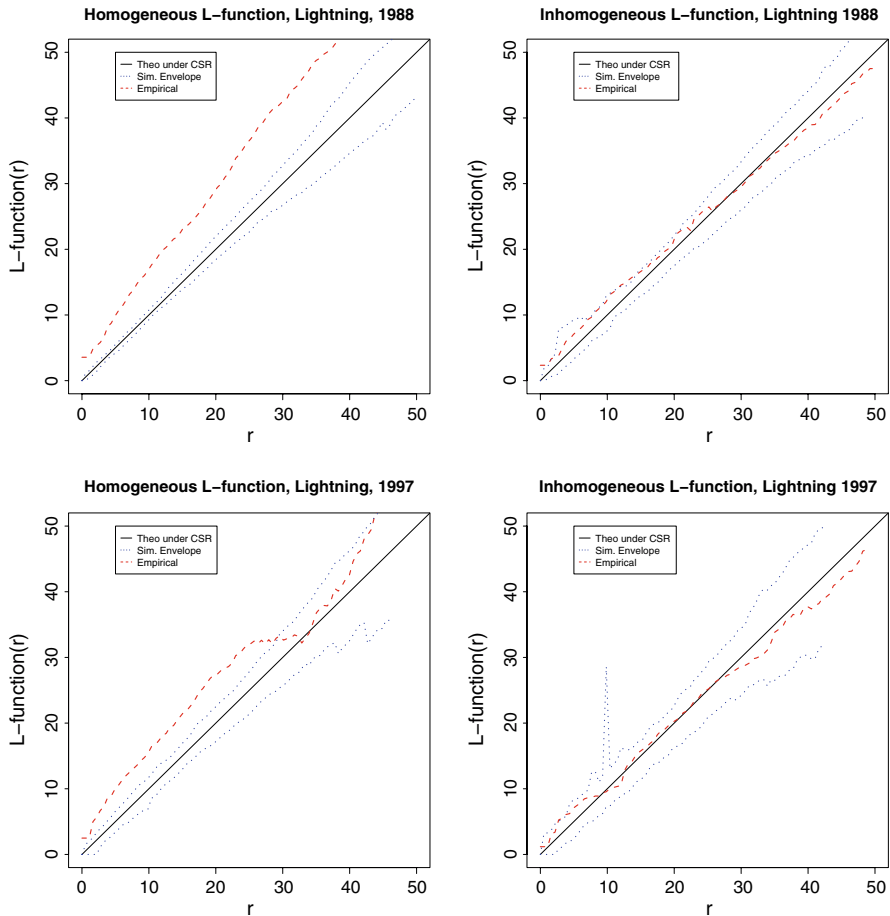 Homogeneous L−function, Lightning, 1988
L−function(r)
50
40
30
20
10
0
Theo under CSR
Sim. Envelope
Empirical
0 10 20 30 40 50
r
Inhomogeneous L−function, Lightning 1988
L−function(r)
50
40
30
20
10
0
Theo under CSR
Sim. Envelope
Empirical
0 10 20 30 40 50
r
Homogeneous L−function, Lightning, 1997
L−function(r)
50
40
30
20
10
0
Theo under CSR
Sim. Envelope
Empirical
0 10 20 30 40 50
r
Inhomogeneous L−function, Lightning 1997
L−function(r)
50
40
30
20
10
0
Theo under CSR
Sim. Envelope
Empirical
0 10 20 30 40 50
r